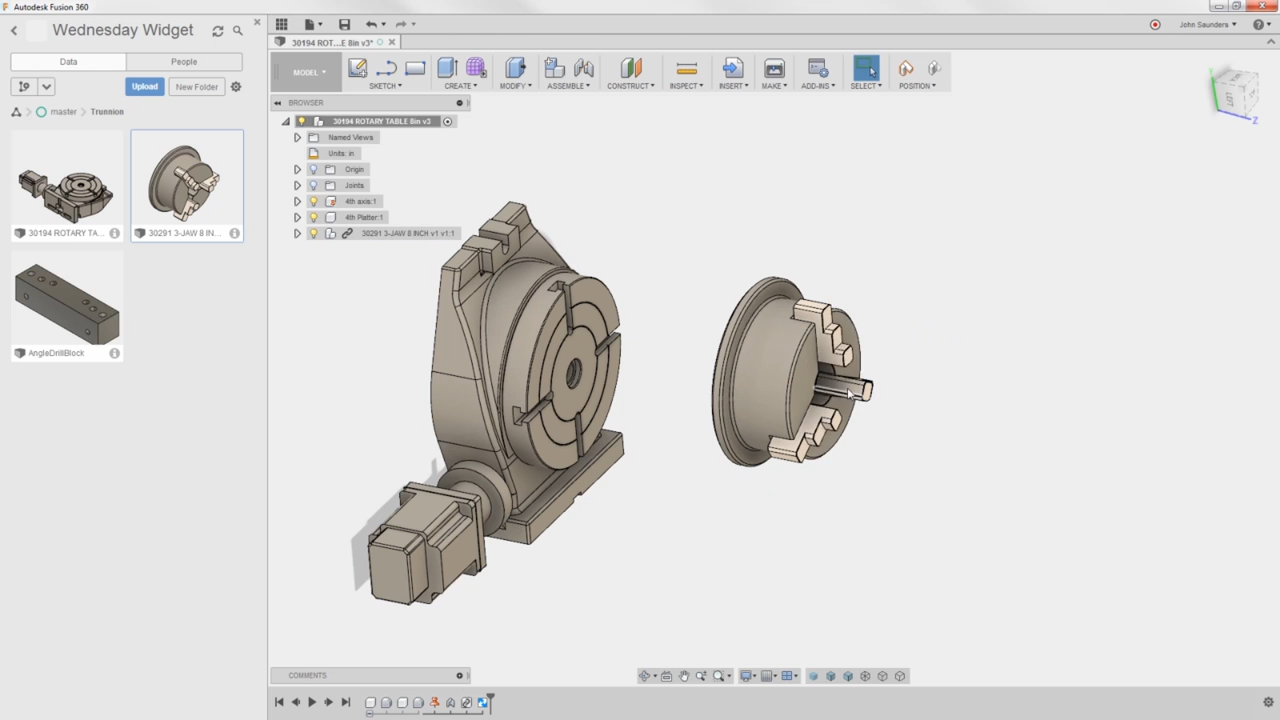 Autodesk Fusion 360
Wednesday Widget
Data
People
Upload
New Folder
master
Trunnion
30194 ROTARY TA...
30291 3-JAW 8 IN...
AngleDrillBlock
John Saunders
30194 ROT...E 8in v3*
MODEL
SKETCH
CREATE
MODIFY
ASSEMBLE
CONSTRUCT
INSPECT
INSERT
MAKE
ADD-INS
SELECT
POSITION
BROWSER
30194 ROTARY TABLE 8in v3
Named Views
Units: in
Origin
Joints
4th axis:1
4th Platter:1
30291 3-JAW 8 INCH v1 v1:1
LEFT
Y
Z
COMMENTS